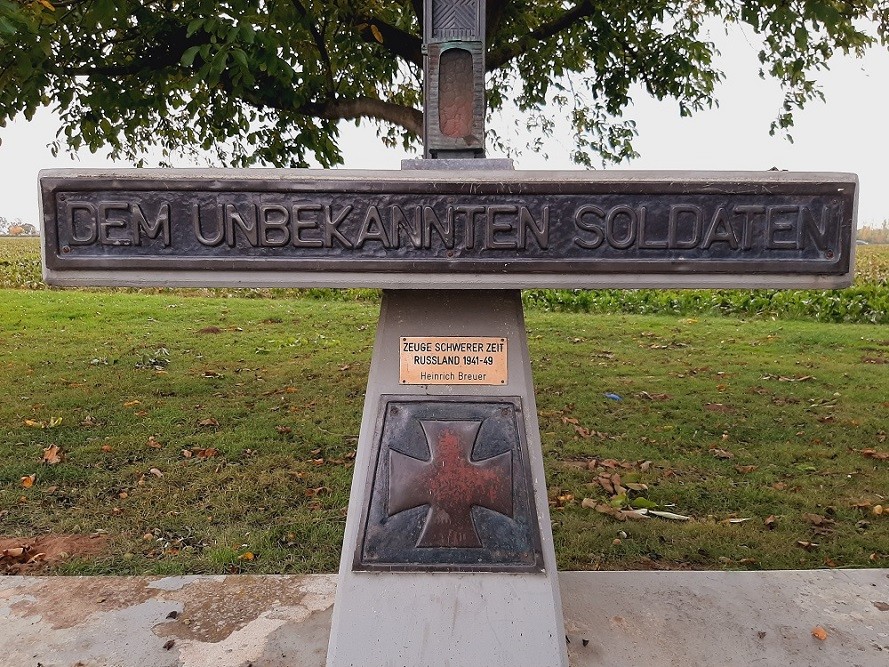 DEM UNBEKANNTEN SOLDATEN
ZEUGE SCHWERER ZEIT
RUSSLAND 1941-49
Heinrich Breuer